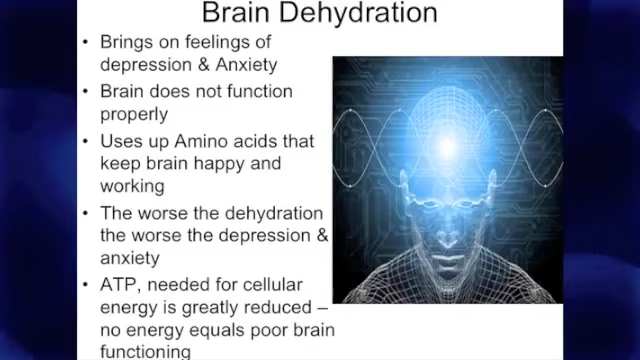 Brain Dehydration
• Brings on feelings of
depression & Anxiety
• Brain does not function
properly
• Uses up Amino acids that
keep brain happy and
working
• The worse the dehydration
the worse the depression &
anxiety
• ATP, needed for cellular
energy is greatly reduced –
no energy equals poor brain
functioning